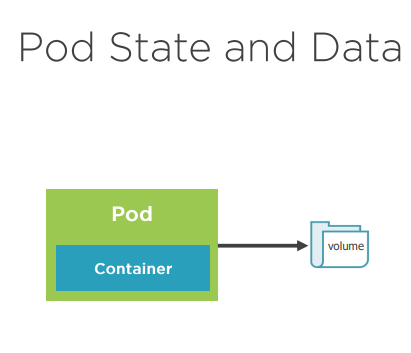 Pod State and Data
Pod
Container
volume